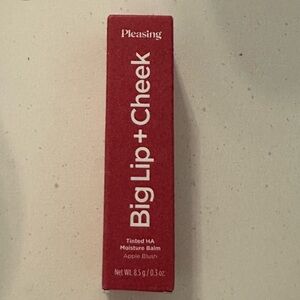 Pleasing
Big Lip + Cheek
Tinted HA
Moisture Balm
Apple Blush
Net Wt. 8.5 g / 0.3 oz.